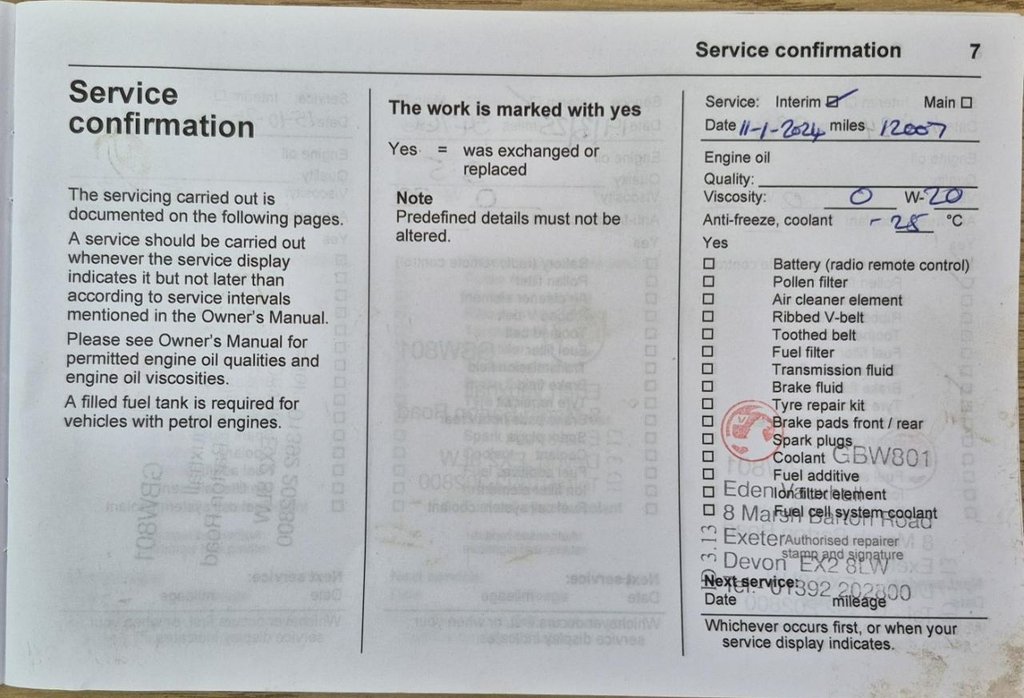 Service confirmation 7
Service
confirmation
The servicing carried out is
documented on the following pages.
A service should be carried out
whenever the service display
indicates it but not later than
according to service intervals
mentioned in the Owner's Manual.
Please see Owner's Manual for
permitted engine oil qualities and
engine oil viscosities.
A filled fuel tank is required for
vehicles with petrol engines.
The work is marked with yes
Yes = was exchanged or
replaced
Note
Predefined details must not be
altered.
Service: Interim ☑ Main ☐
Date 11-1-2024 miles 12007
Engine oil
Quality:
Viscosity: 0 W-20
Anti-freeze, coolant -28 °C
Yes
☐ Battery (radio remote control)
☐ Pollen filter
☐ Air cleaner element
☐ Ribbed V-belt
☐ Toothed belt
☐ Fuel filter
☐ Transmission fluid
☐ Brake fluid
☐ Tyre repair kit
☐ Brake pads front / rear
☐ Spark plugs
☐ Coolant
GBW801
☐ Fuel additive
☐ Ion filter element
Eden
☐ Fuel cell system coolant
8 Marsh Barton Road
Exeter
Authorised repairer
stamp and signature
Devon EX2 8LW
Next service:
Tel: 01392 202800
Date mileage
Whichever occurs first, or when your
service display indicates.